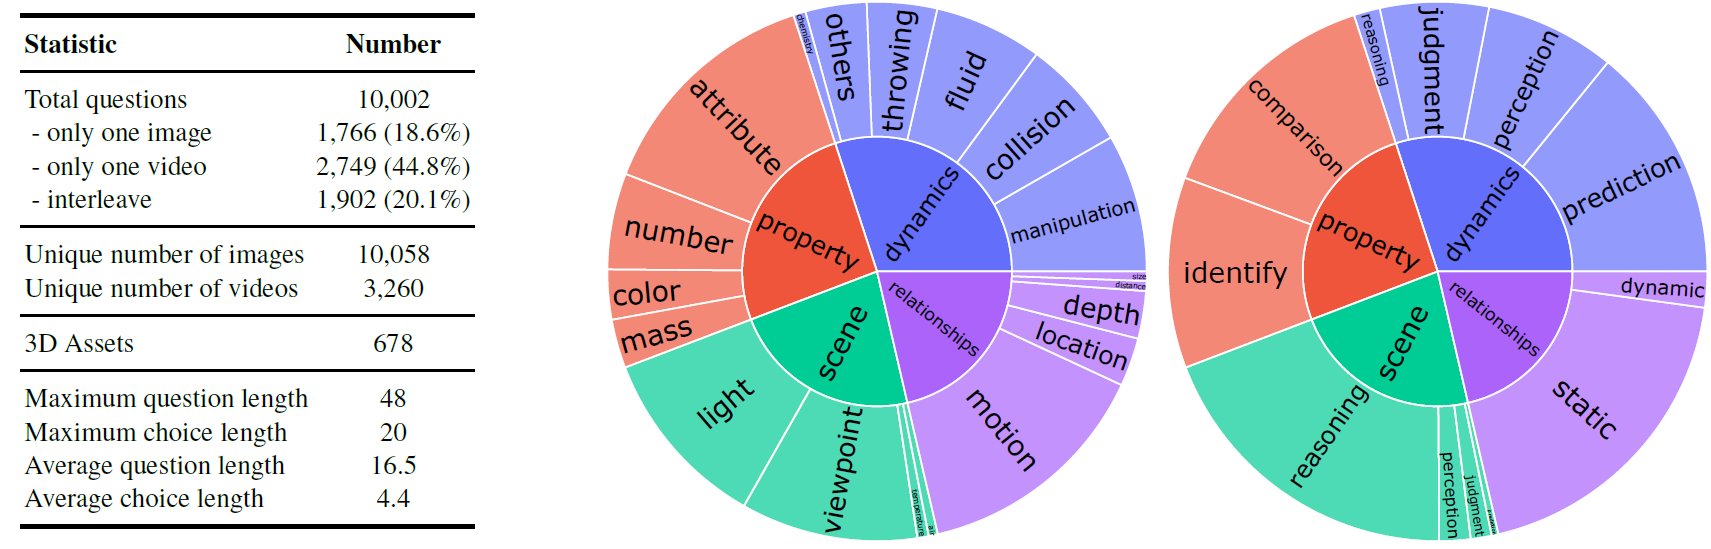 Statistic Number
Total questions 10,002
- only one image 1,766 (18.6%)
- only one video 2,749 (44.8%)
- interleave 1,902 (20.1%)
Unique number of images 10,058
Unique number of videos 3,260
3D Assets 678
Maximum question length 48
Maximum choice length 20
Average question length 16.5
Average choice length 4.4
chemistry
others
throwing
fluid
collision
manipulation
dynamics
attribute
number
color
mass
property
light
viewpoint
temperature
air
scene
size
distance
depth
location
motion
relationships
reasoning
judgment
perception
prediction
dynamics
comparison
identify
property
reasoning
perception
judgment
scene
dynamic
static
relationships